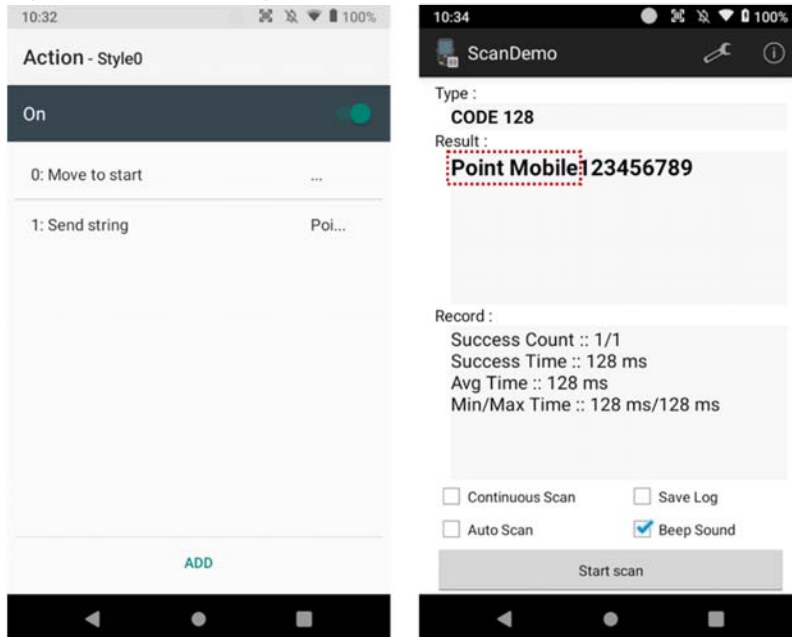 10:32
100%
Action - Style0
On
0: Move to start
...
1: Send string
Poi...
ADD
10:34
100%
ScanDemo
Type :
CODE 128
Result :
Point Mobile123456789
Record :
Success Count :: 1/1
Success Time :: 128 ms
Avg Time :: 128 ms
Min/Max Time :: 128 ms/128 ms
Continuous Scan
Save Log
Auto Scan
Beep Sound
Start scan